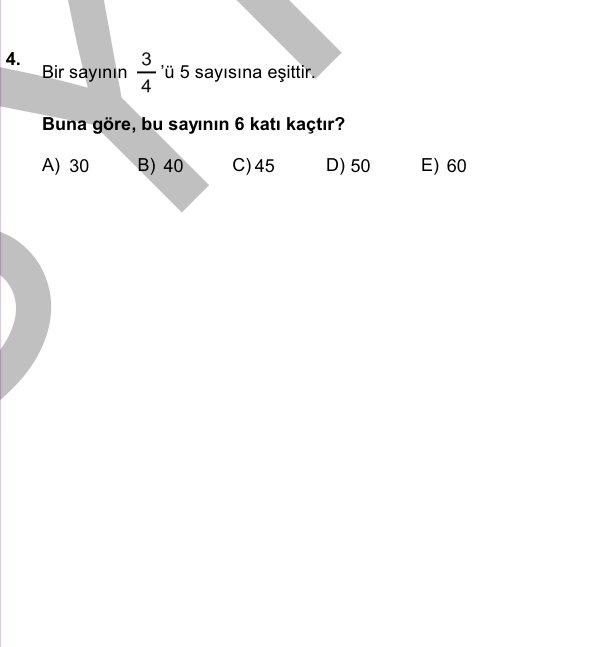 4.
Bir sayının 3/4 'ü 5 sayısına eşittir.
Buna göre, bu sayının 6 katı kaçtır?
A) 30 B) 40 C) 45 D) 50 E) 60